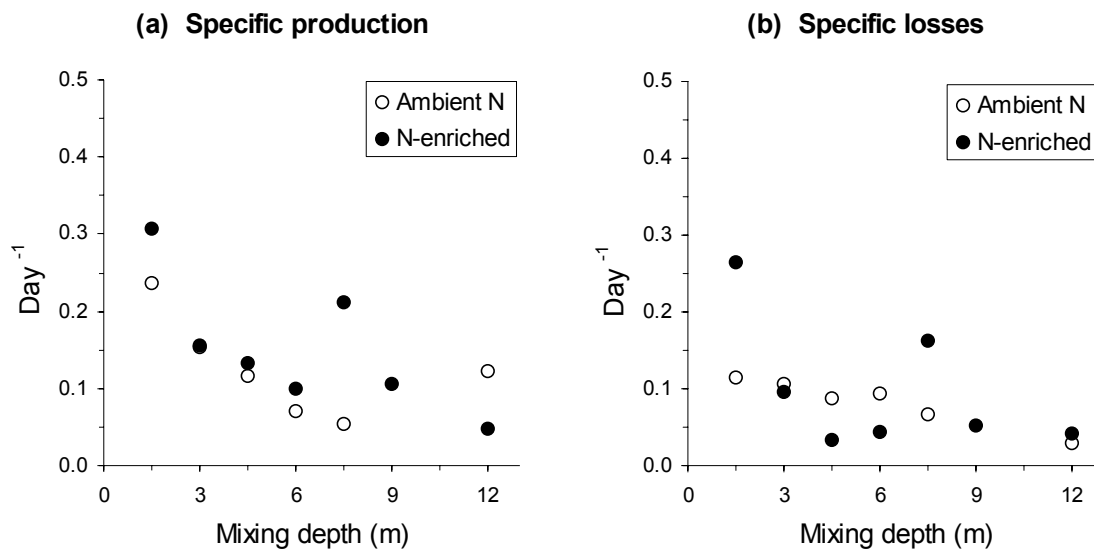 (a) Specific production
0.5
0.4
0.3
0.2
0.1
0.0
Day -1
0 3 6 9 12
Mixing depth (m)
Ambient N
N-enriched
(b) Specific losses
0.5
0.4
0.3
0.2
0.1
0.0
Day -1
0 3 6 9 12
Mixing depth (m)
Ambient N
N-enriched